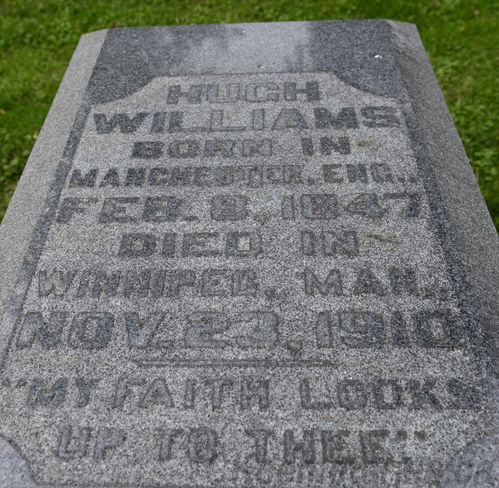 HUGH
WILLIAMS
BORN IN
MANCHESTER, ENG.,
FEB. 8, 1847
DIED IN
WINNIPEG, MAN.,
NOV. 23, 1910
"MY FAITH LOOKS
UP TO THEE."